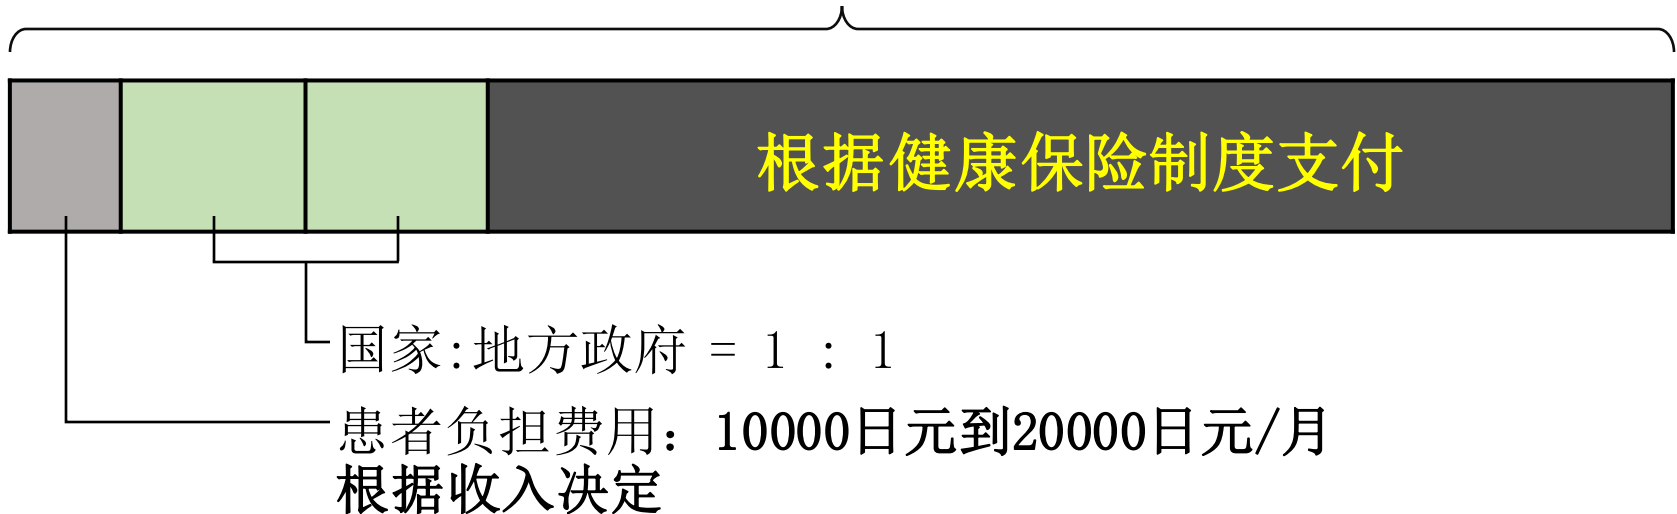 根据健康保险制度支付
国家:地方政府 = 1 : 1
患者负担费用：10000日元到20000日元/月
根据收入决定